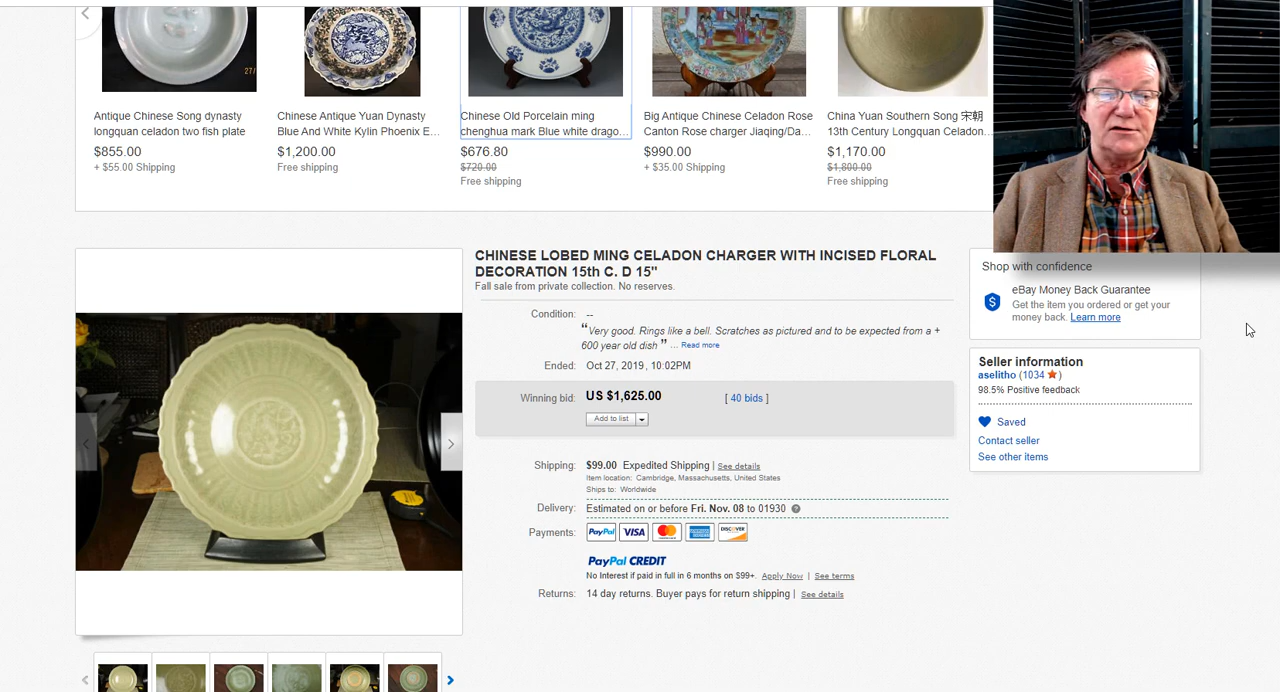 27/
Antique Chinese Song dynasty
longquan celadon two fish plate
$855.00
+ $55.00 Shipping
Chinese Antique Yuan Dynasty
Blue And White Kylin Phoenix E...
$1,200.00
Free shipping
Chinese Old Porcelain ming
chenghua mark Blue white drago...
$676.80
$720.00
Free shipping
Big Antique Chinese Celadon Rose
Canton Rose charger Jiaqing/Da...
$990.00
+ $35.00 Shipping
China Yuan Southern Song 宋朝
13th Century Longquan Celadon...
$1,170.00
$1,800.00
Free shipping
CHINESE LOBED MING CELADON CHARGER WITH INCISED FLORAL
DECORATION 15th C. D 15"
Fall sale from private collection. No reserves.
Condition: --
“Very good. Rings like a bell. Scratches as pictured and to be expected from a +
600 year old dish” ... Read more
Ended: Oct 27, 2019, 10:02PM
Winning bid: US $1,625.00 [ 40 bids ]
Add to list
Shipping: $99.00 Expedited Shipping | See details
Item location: Cambridge, Massachusetts, United States
Ships to: Worldwide
Delivery: Estimated on or before Fri. Nov. 08 to 01930
Payments: PayPal VISA MasterCard AMERICAN EXPRESS DISCOVER
PayPal CREDIT
No Interest if paid in full in 6 months on $99+. Apply Now | See terms
Returns: 14 day returns. Buyer pays for return shipping | See details
Shop with confidence
eBay Money Back Guarantee
Get the item you ordered or get your
money back. Learn more
Seller information
aselitho (1034)
98.5% Positive feedback
Saved
Contact seller
See other items